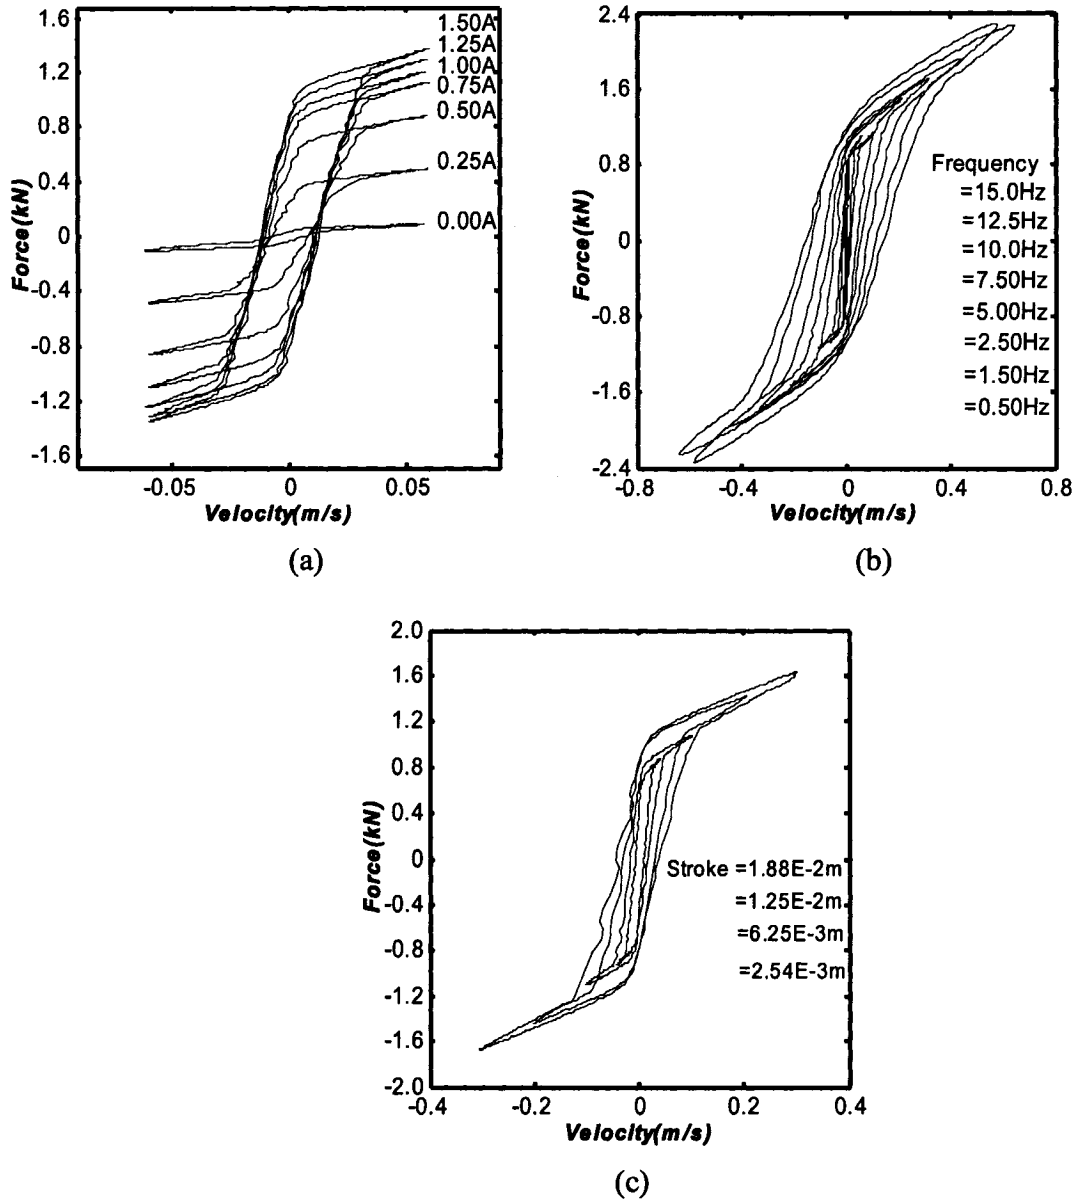 1.6
1.2
0.8
0.4
0
-0.4
-0.8
-1.2
-1.6
Force(kN)
1.50A
1.25A
1.00A
0.75A
0.50A
0.25A
0.00A
-0.05
0
0.05
Velocity(m/s)
(a)
2.4
1.6
0.8
0
-0.8
-1.6
-2.4
Force(kN)
Frequency
=15.0Hz
=12.5Hz
=10.0Hz
=7.50Hz
=5.00Hz
=2.50Hz
=1.50Hz
=0.50Hz
-0.8
-0.4
0
0.4
0.8
Velocity(m/s)
(b)
2.0
1.6
1.2
0.8
0.4
0
-0.4
-0.8
-1.2
-1.6
-2.0
Force(kN)
Stroke =1.88E-2m
=1.25E-2m
=6.25E-3m
=2.54E-3m
-0.4
-0.2
0
0.2
0.4
Velocity(m/s)
(c)